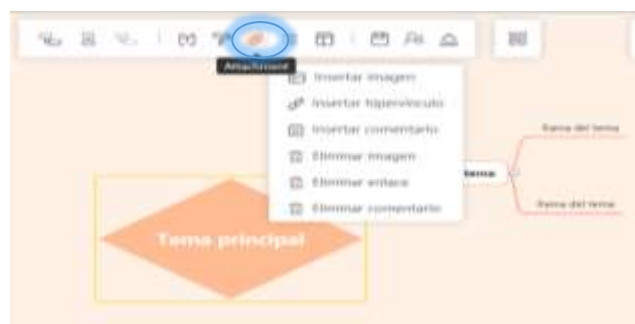 Attachment
Insertar imagen
Insertar hipervínculo
Insertar comentario
Eliminar imagen
Eliminar enlace
Eliminar comentario
Rama del tema
tema
Rama del tema
Tema principal